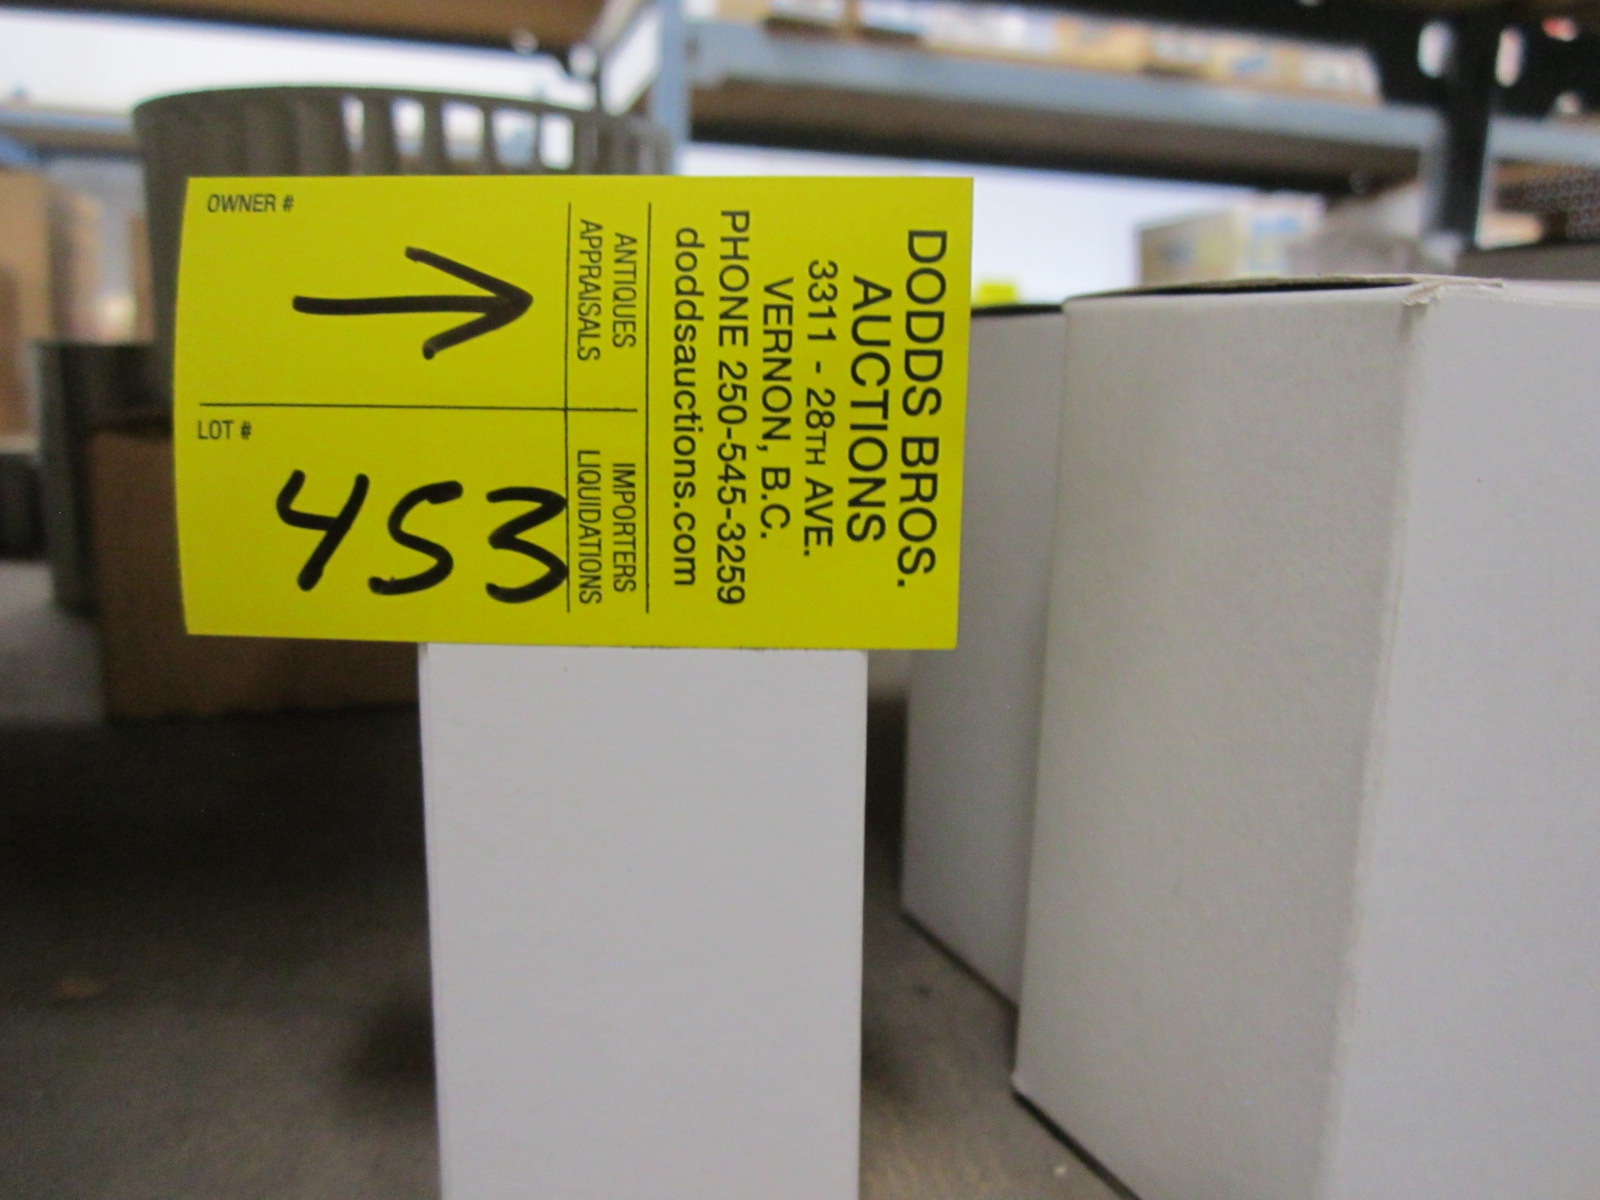 DODDS BROS.
AUCTIONS
3311 - 28TH AVE.
VERNON, B.C.
PHONE 250-545-3259
doddsauctions.com
ANTIQUES IMPORTERS
APPRAISALS LIQUIDATIONS
OWNER #
LOT #
453